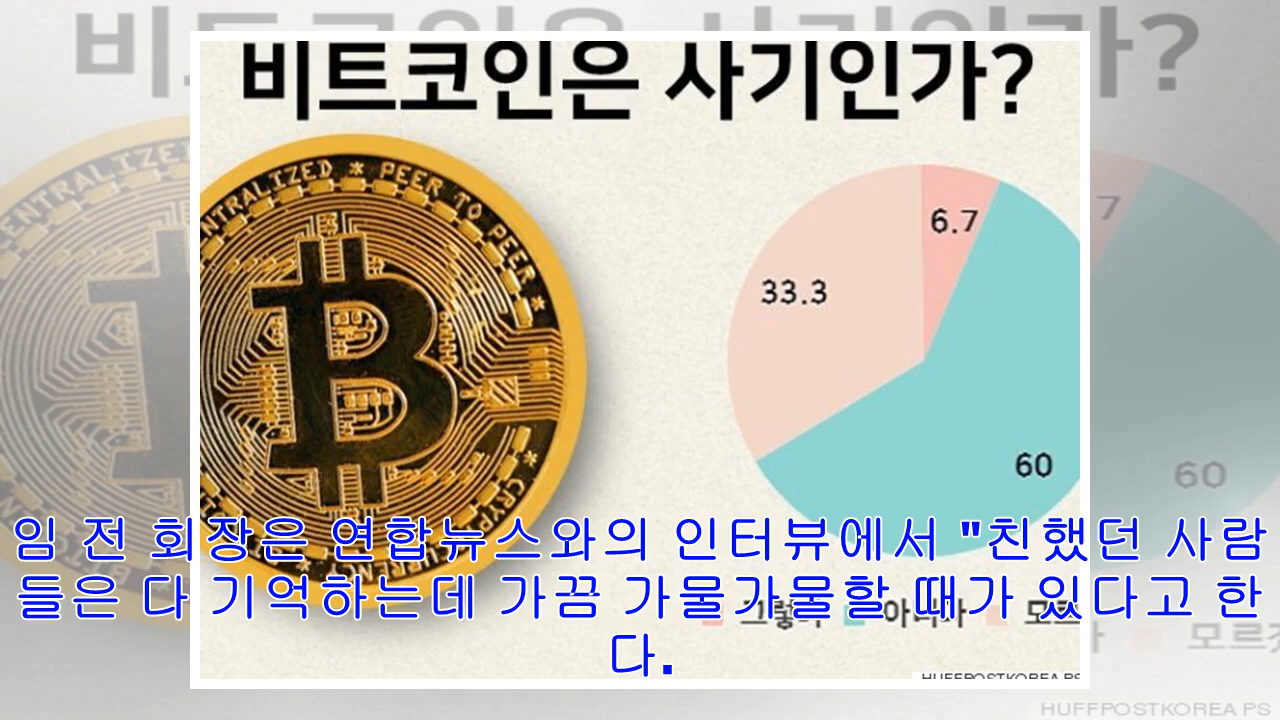 비트코인은 사기인가?
NTRALIZED * PEER TO PEER *
6.7
33.3
60
임 전 회장은 연합뉴스와의 인터뷰에서 "친했던 사람
들은 다 기억하는데 가끔 가물가물할 때가 있다고 한
다.
HUFFPOSTKOREA PS